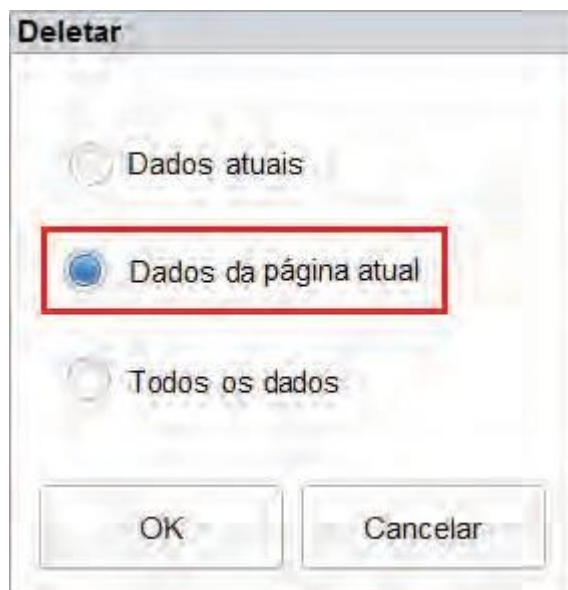 Deletar
Dados atuais
Dados da página atual
Todos os dados
OK
Cancelar